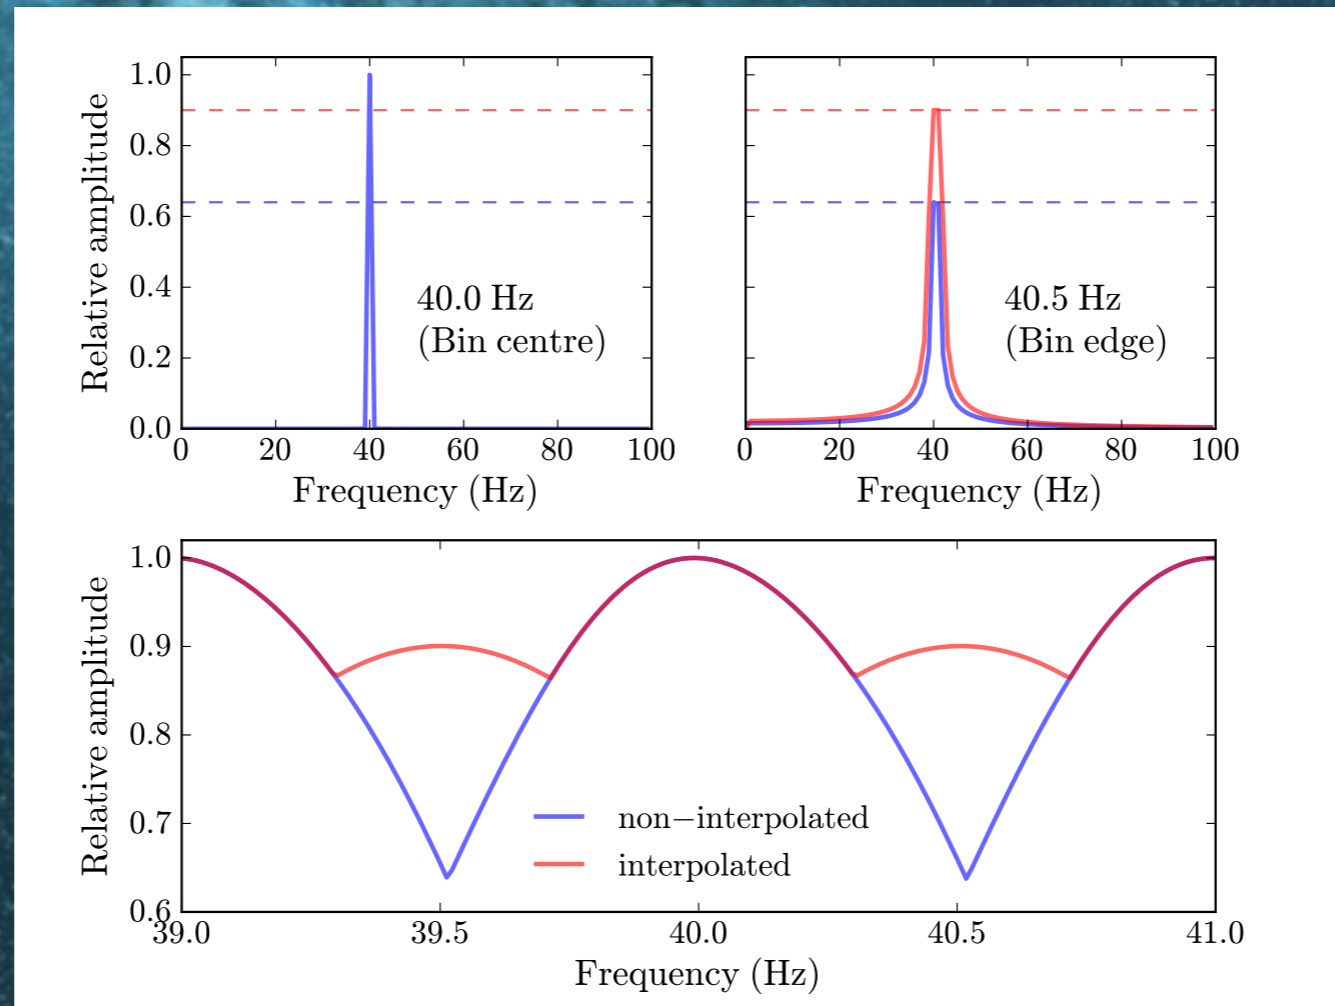 Relative amplitude
1.0
0.8
0.6
0.4
0.2
0.0
0 20 40 60 80 100
Frequency (Hz)
40.0 Hz
(Bin centre)
0 20 40 60 80 100
Frequency (Hz)
40.5 Hz
(Bin edge)
Relative amplitude
1.0
0.9
0.8
0.7
0.6
39.0 39.5 40.0 40.5 41.0
Frequency (Hz)
non−interpolated
interpolated